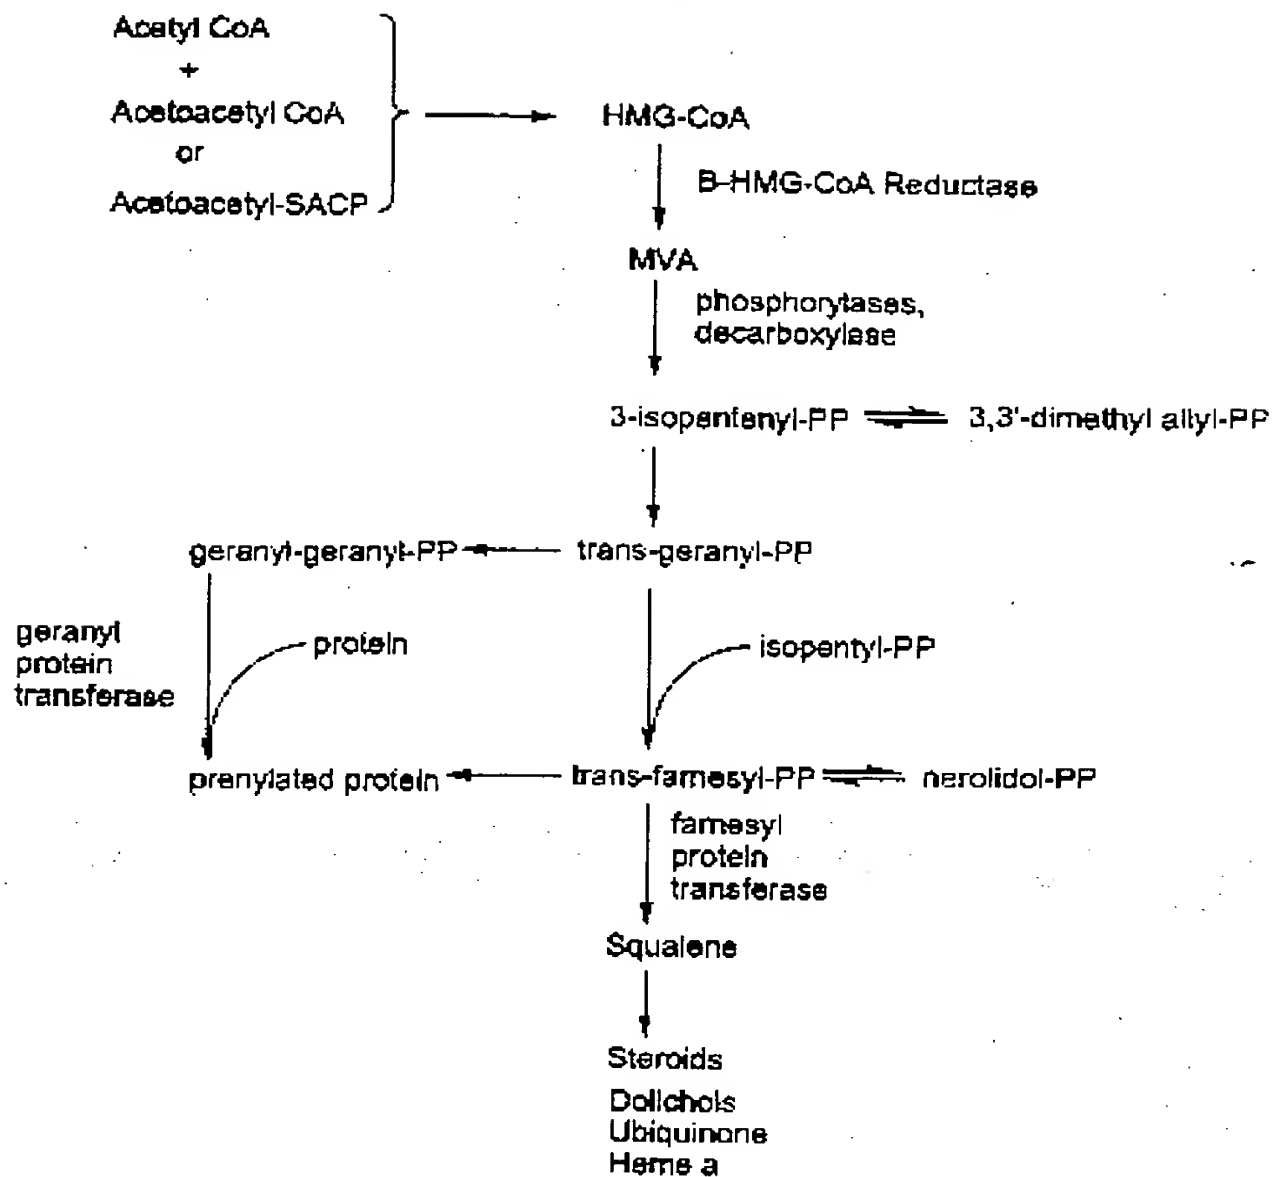 Acetyl CoA
+
Acetoacetyl CoA
or
Acetoacetyl-SACP
HMG-CoA
B-HMG-CoA Reductase
MVA
phosphorytases,
decarboxylase
3-isopentenyl-PP
3,3'-dimethyl allyl-PP
geranyl-geranyl-PP
trans-geranyl-PP
geranyl
protein
transferase
protein
isopentyl-PP
prenylated protein
trans-farnesyl-PP
nerolidol-PP
farnesyl
protein
transferase
Squalene
Steroids
Dolichols
Ubiquinone
Heme a